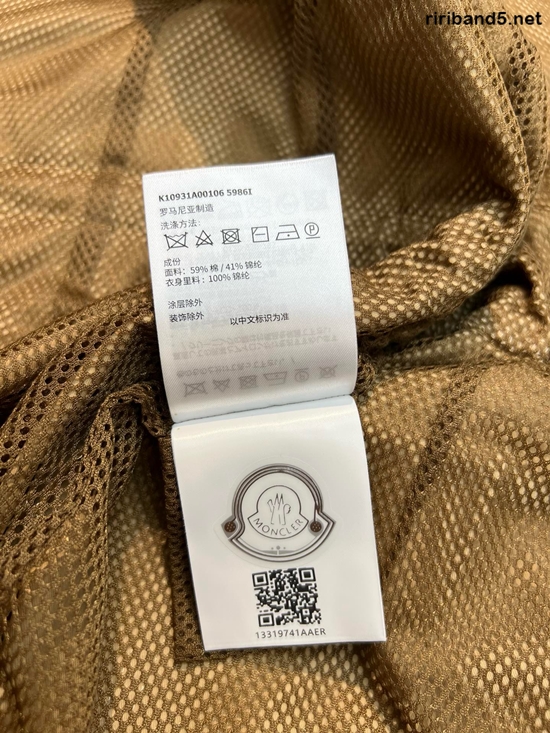 ririband5.net
K10931A00106 5986I
罗马尼亚制造
洗涤方法:
P
成份
面料: 59% 棉 / 41% 锦纶
衣身里料: 100% 锦纶
涂层除外
装饰除外 以中文标识为准
MONCLER
13319741AAER